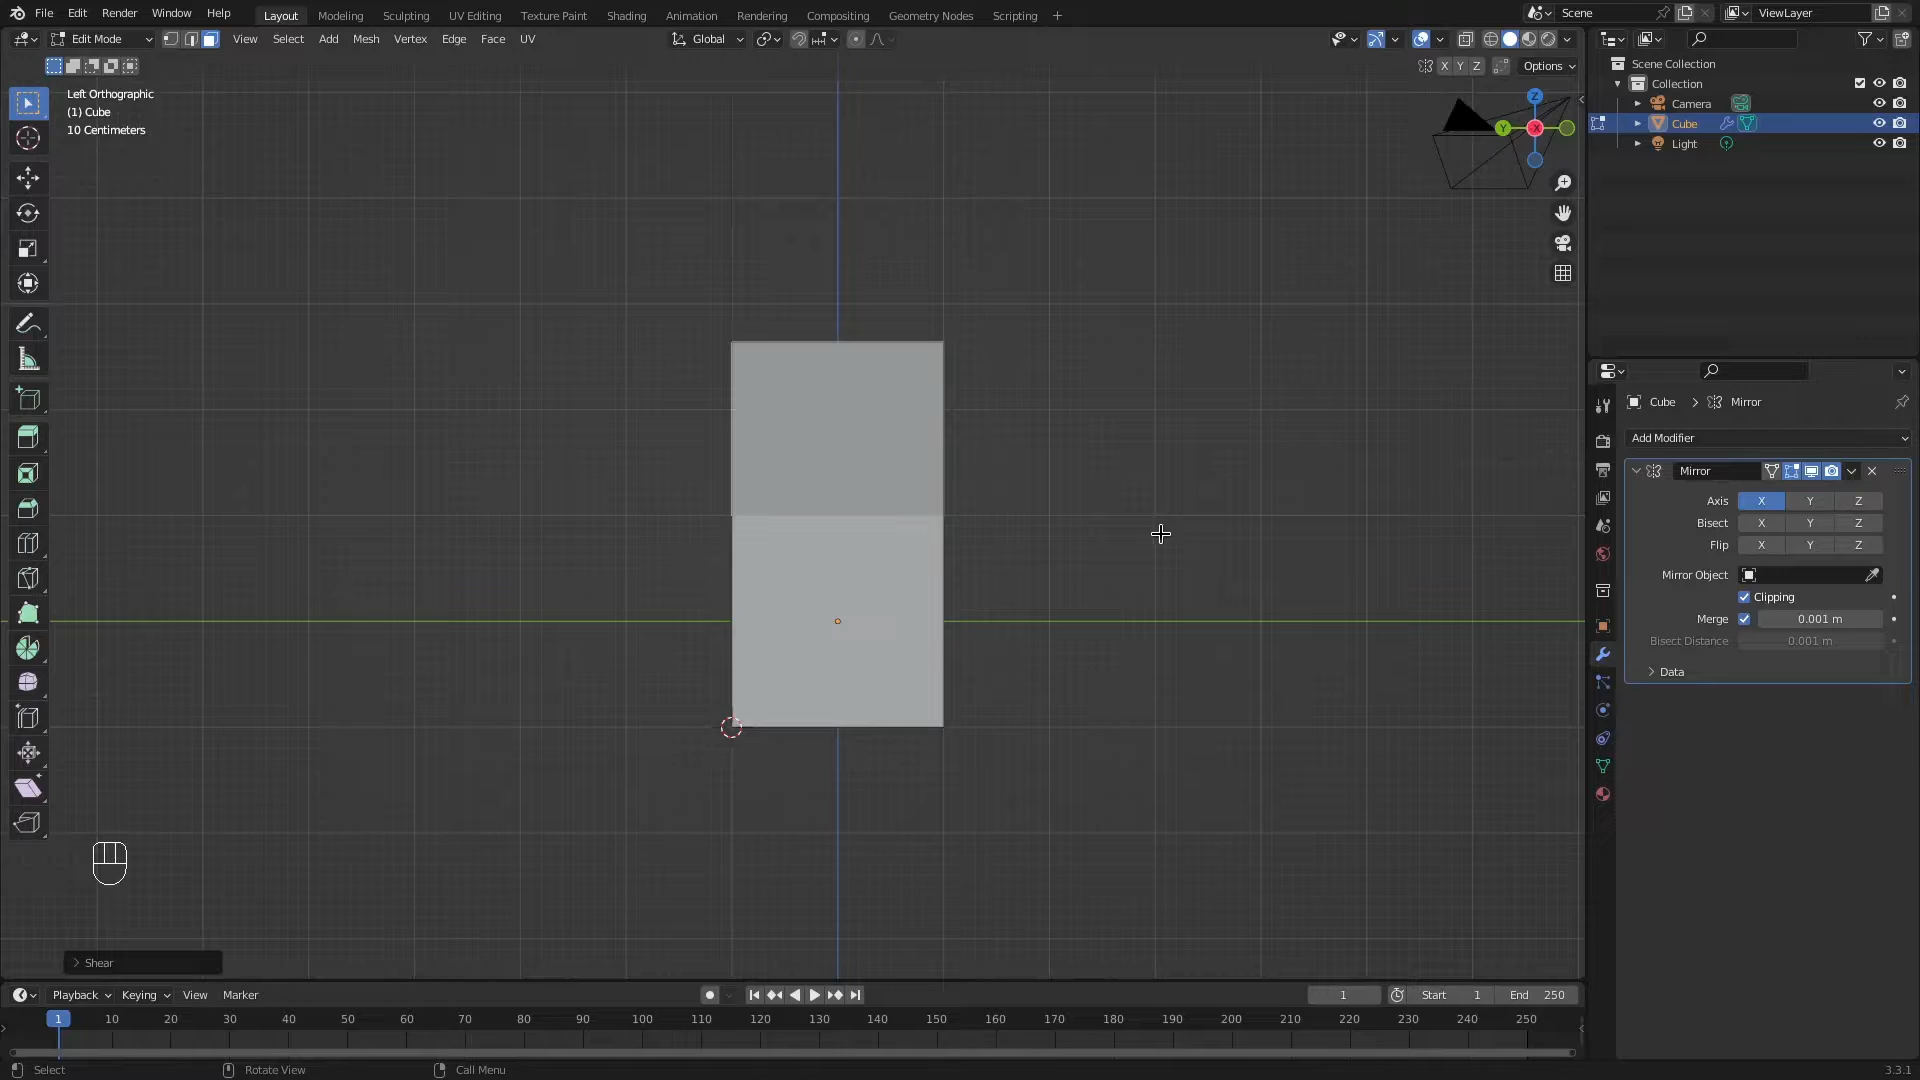 File Edit Render Window Help Layout Modeling Sculpting UV Editing Texture Paint Shading Animation Rendering Compositing Geometry Nodes Scripting + Scene ViewLayer
Edit Mode View Select Add Mesh Vertex Edge Face UV Global
X Y Z Options
Left Orthographic
(1) Cube
10 Centimeters
Z
Y
-X
Scene Collection
Collection
Camera
Cube
Light
Cube > Mirror
Add Modifier
Mirror
Axis X Y Z
Bisect X Y Z
Flip X Y Z
Mirror Object
Clipping
Merge 0.001 m
Bisect Distance 0.001 m
Data
Shear
Playback Keying View Marker 1 Start 1 End 250
1 10 20 30 40 50 60 70 80 90 100 110 120 130 140 150 160 170 180 190 200 210 220 230 240 250
Select Rotate View Call Menu 3.3.1